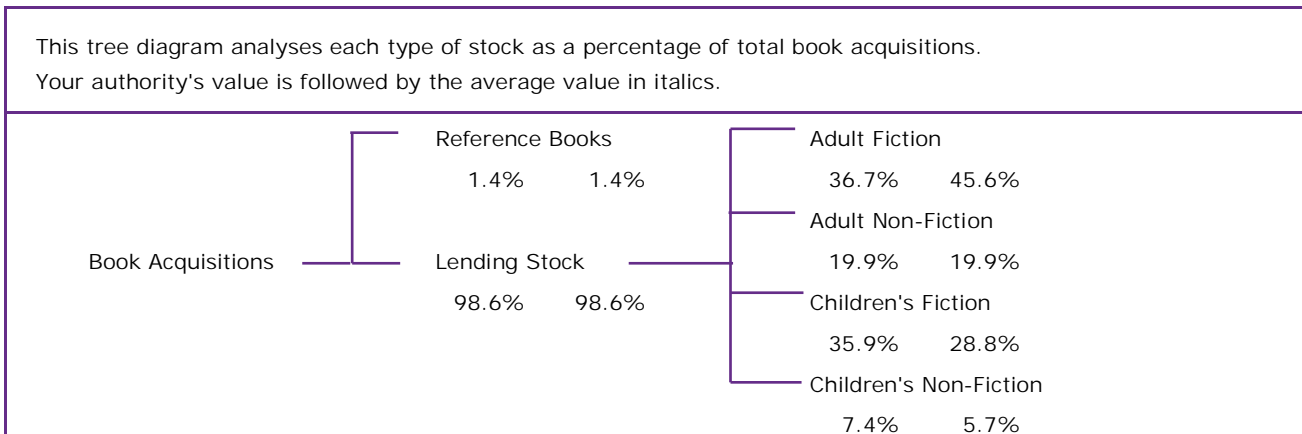 This tree diagram analyses each type of stock as a percentage of total book acquisitions.
Your authority's value is followed by the average value in italics.
Reference Books
1.4% 1.4%
Book Acquisitions
Lending Stock
98.6% 98.6%
Adult Fiction
36.7% 45.6%
Adult Non-Fiction
19.9% 19.9%
Children's Fiction
35.9% 28.8%
Children's Non-Fiction
7.4% 5.7%